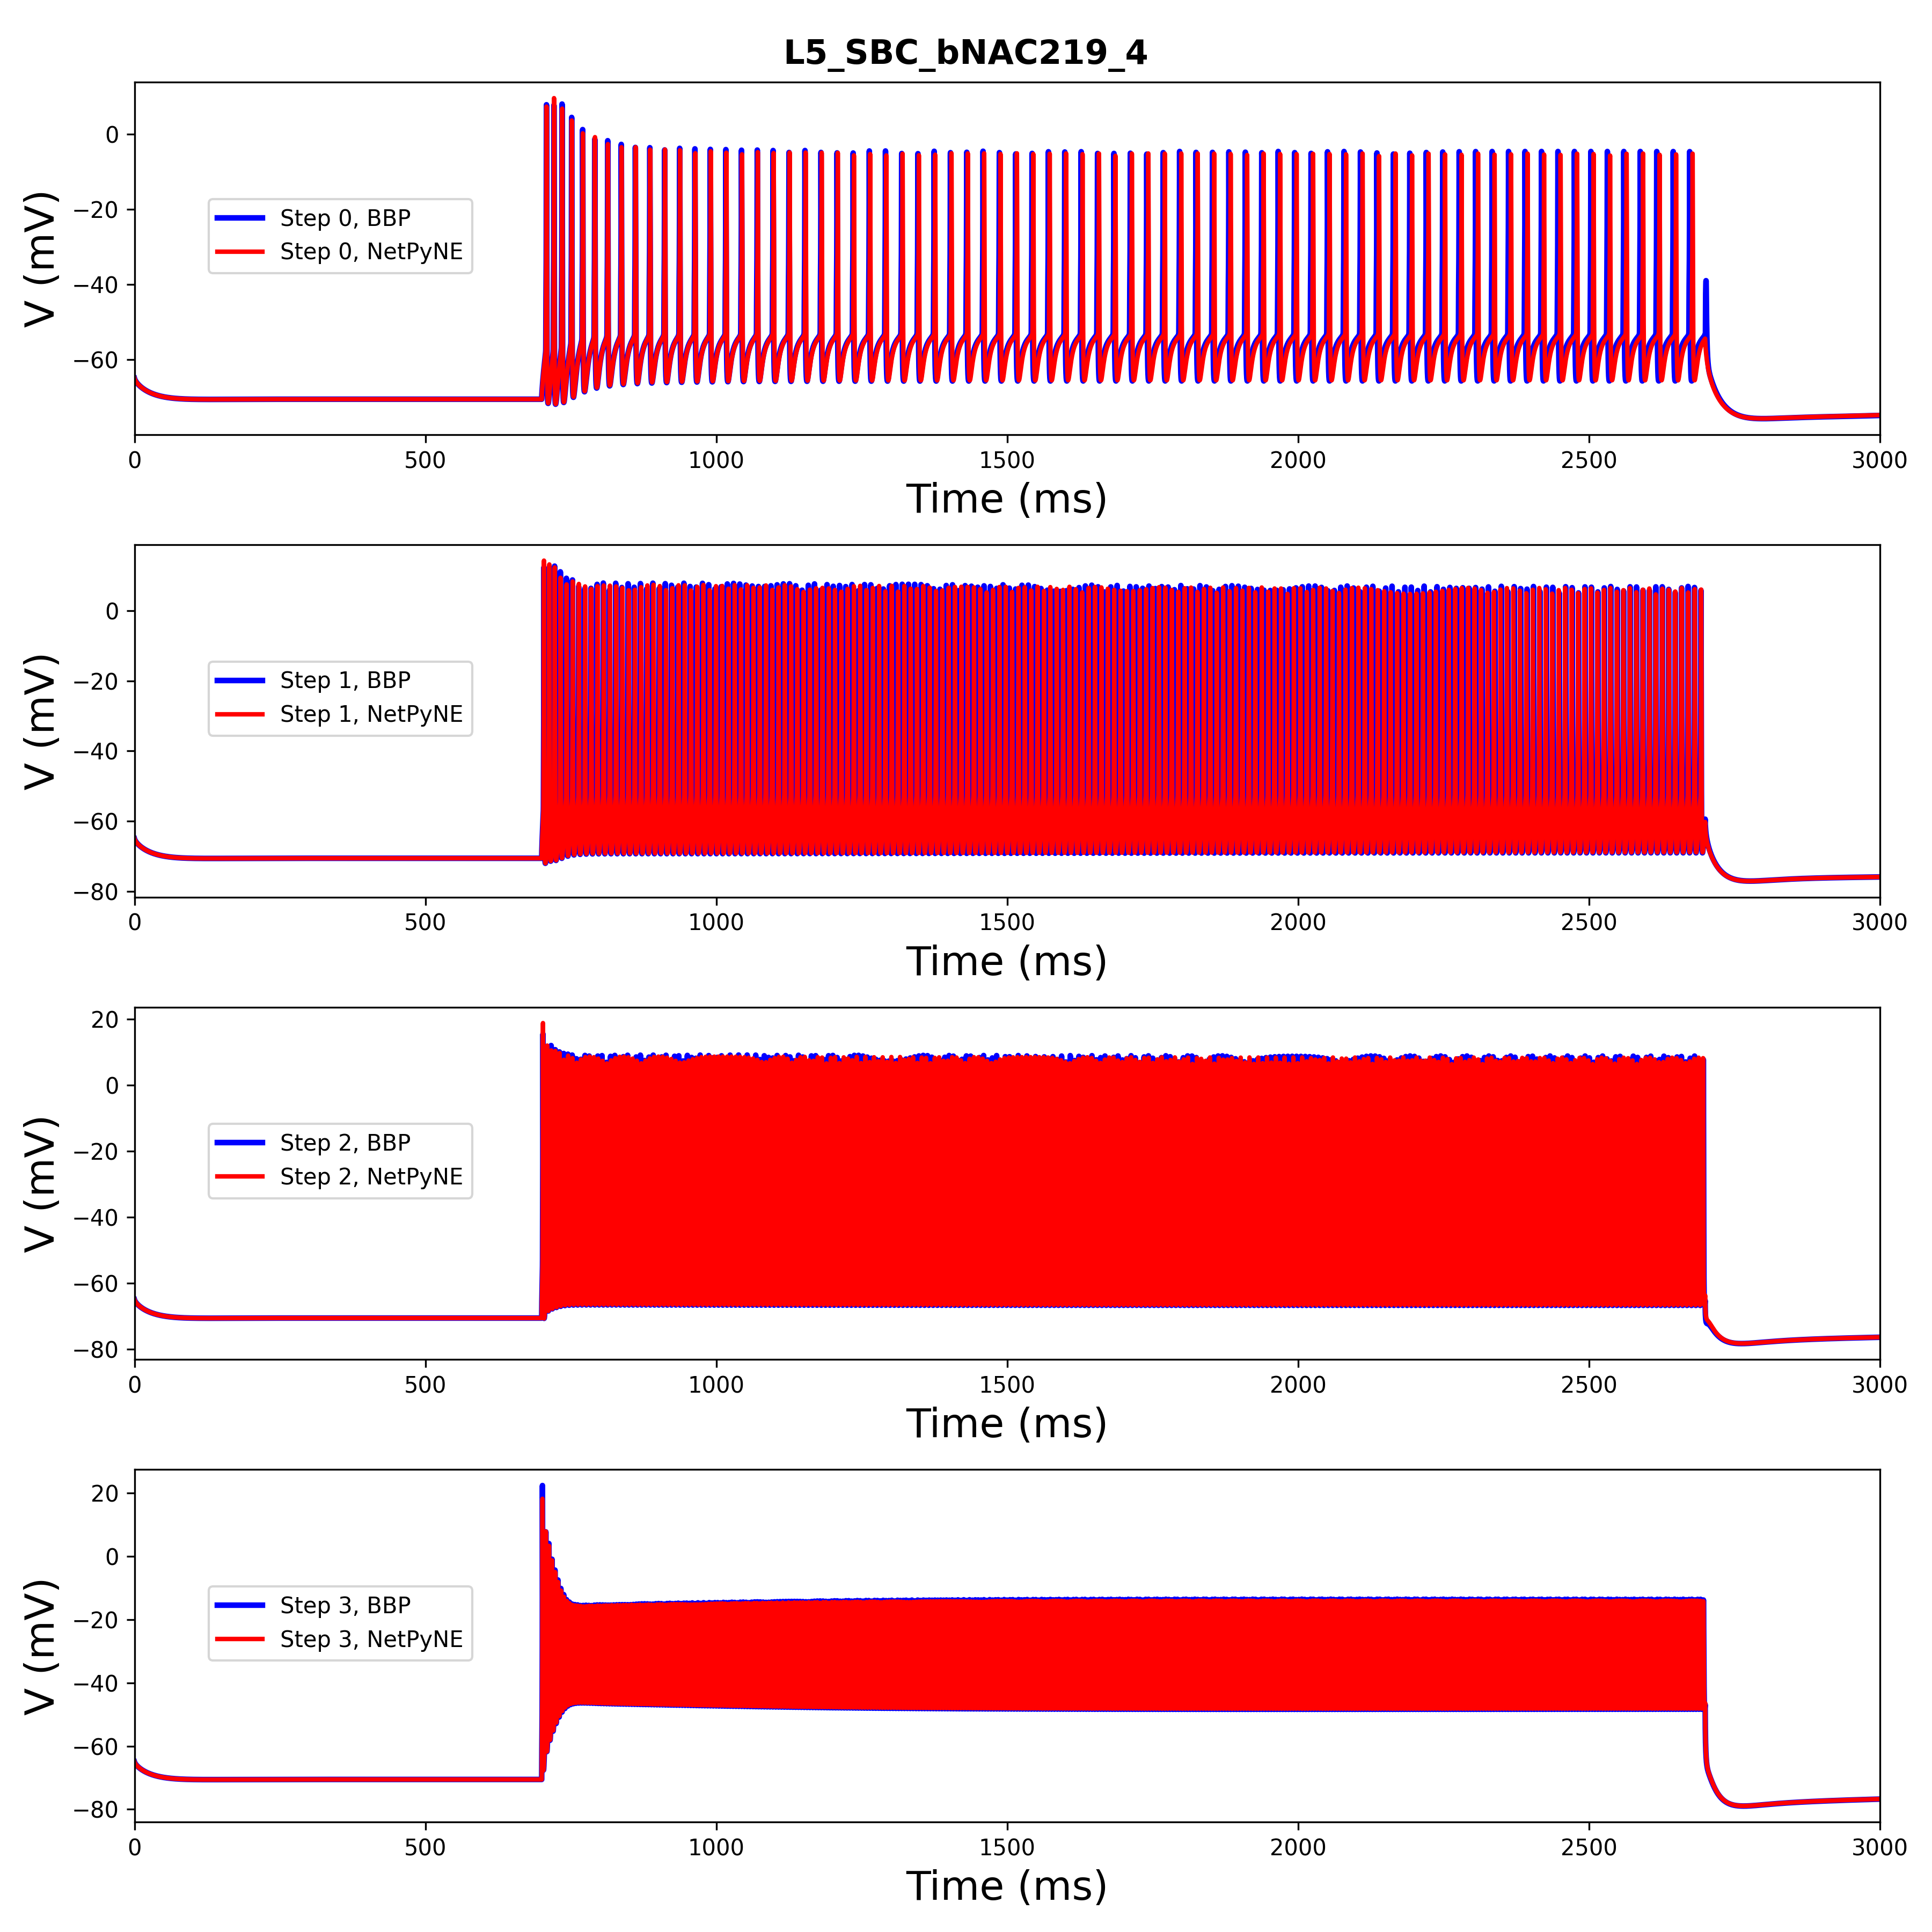 L5_SBC_bNAC219_4
V (mV)
0
−20
−40
−60
Step 0, BBP
Step 0, NetPyNE
0 500 1000 1500 2000 2500 3000
Time (ms)
V (mV)
0
−20
−40
−60
−80
Step 1, BBP
Step 1, NetPyNE
0 500 1000 1500 2000 2500 3000
Time (ms)
V (mV)
20
0
−20
−40
−60
−80
Step 2, BBP
Step 2, NetPyNE
0 500 1000 1500 2000 2500 3000
Time (ms)
V (mV)
20
0
−20
−40
−60
−80
Step 3, BBP
Step 3, NetPyNE
0 500 1000 1500 2000 2500 3000
Time (ms)